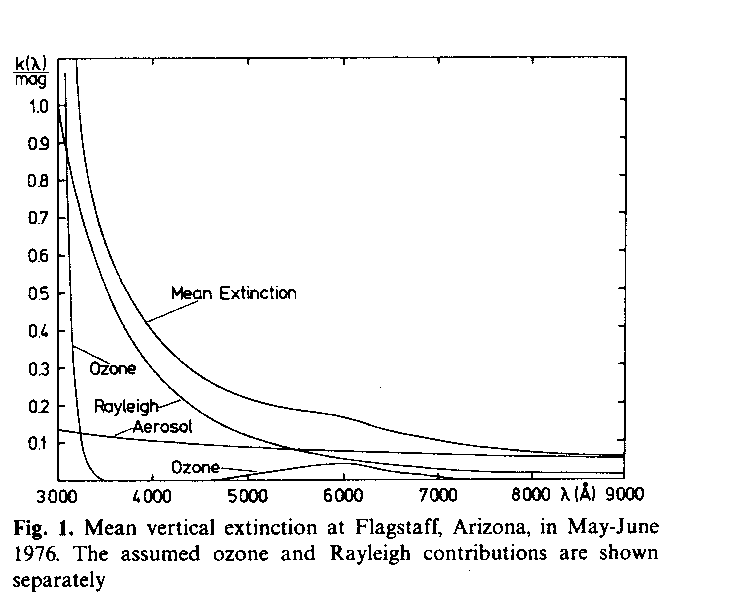 k(λ)
mag
1.0
0.9
0.8
0.7
0.6
0.5
0.4
0.3
0.2
0.1
Mean Extinction
Ozone
Rayleigh
Aerosol
Ozone
3000 4000 5000 6000 7000 8000 λ(Å) 9000
Fig. 1. Mean vertical extinction at Flagstaff, Arizona, in May-June
1976. The assumed ozone and Rayleigh contributions are shown
separately